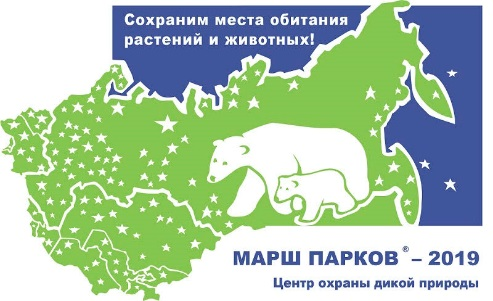 Сохраним места обитания
растений и животных!
МАРШ ПАРКОВ® – 2019
Центр охраны дикой природы